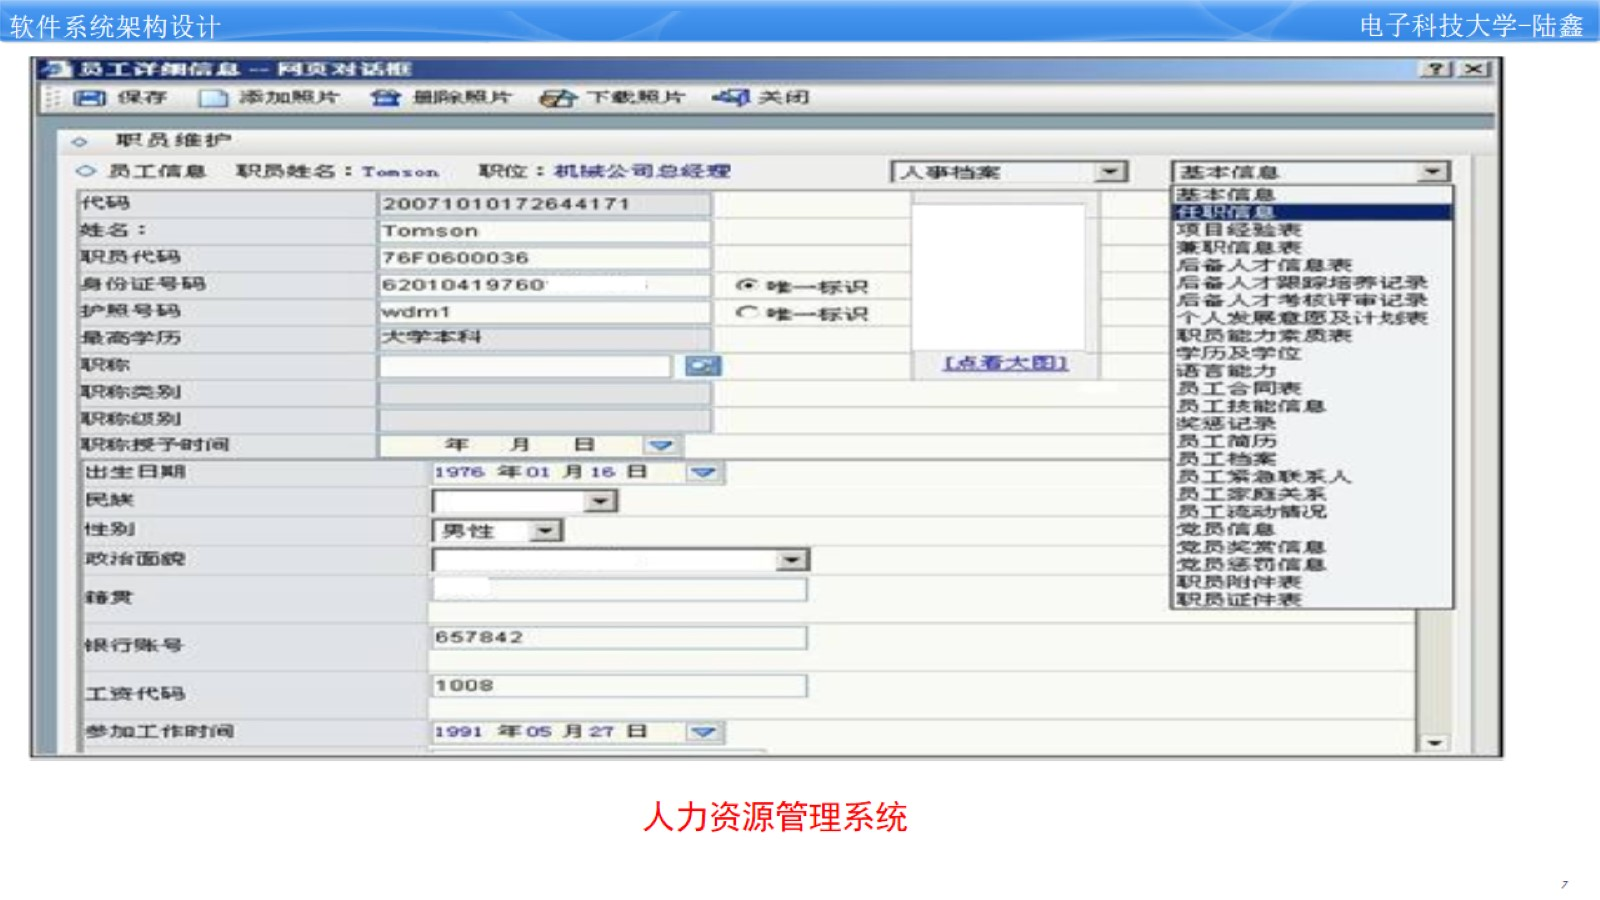 软件系统架构设计
电子科技大学-陆鑫
员工详细信息 -- 网页对话框
保存 添加照片 删除照片 下载照片 关闭
职员维护
员工信息 职员姓名：Tomson 职位：机械公司总经理 人事档案 基本信息
代码 20071010172644171
姓名： Tomson
职员代码 76F0600036
身份证号码 62010419760 唯一标识
护照号码 wdm1 唯一标识
最高学历 大学本科
[点看大图]
职称
职称类别
职称级别
职称授予时间 年 月 日
出生日期 1976 年 01 月 16 日
民族
性别 男性
政治面貌
籍贯
银行账号 657842
工资代码 1008
参加工作时间 1991 年 05 月 27 日
基本信息
任职信息
项目经验表
兼职信息表
后备人才信息表
后备人才跟踪培养记录
后备人才考核评审记录
个人发展意愿及计划表
职员能力素质表
学历及学位
语言能力
员工合同表
员工技能信息
奖惩记录
员工简历
员工档案
员工紧急联系人
员工家庭关系
员工流动情况
党员信息
党员奖赏信息
党员惩罚信息
职员附件表
职员证件表
人力资源管理系统
7